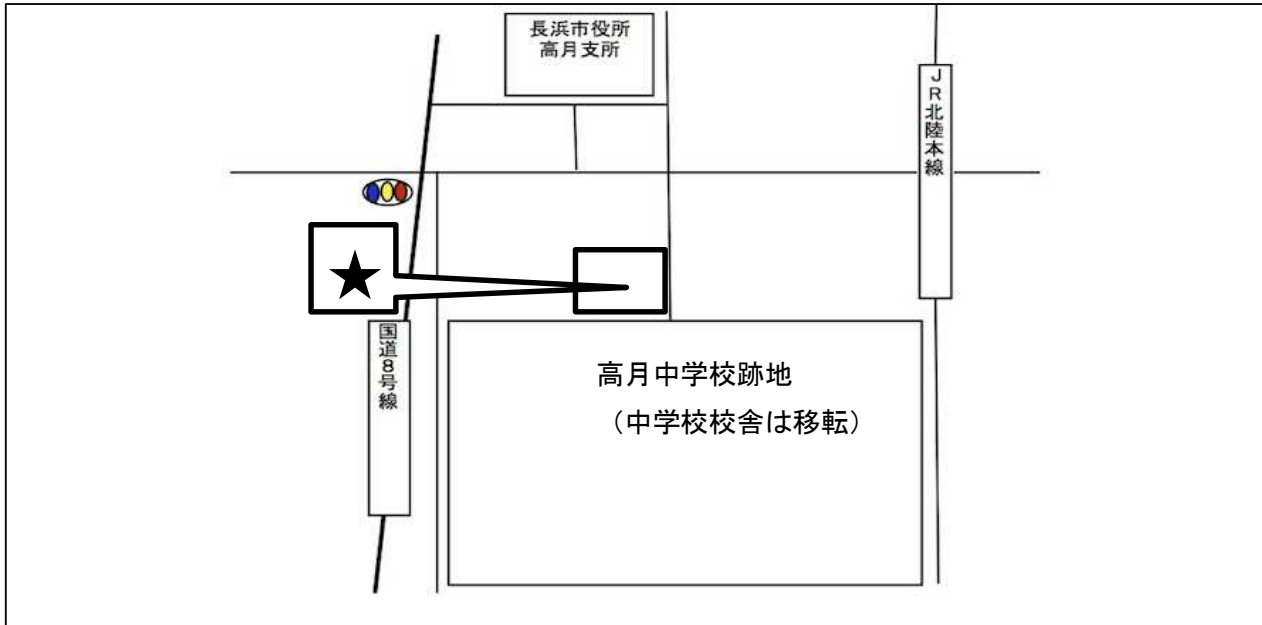 長浜市役所
高月支所
JR北陸本線
★
国道8号線
高月中学校跡地
（中学校校舎は移転）